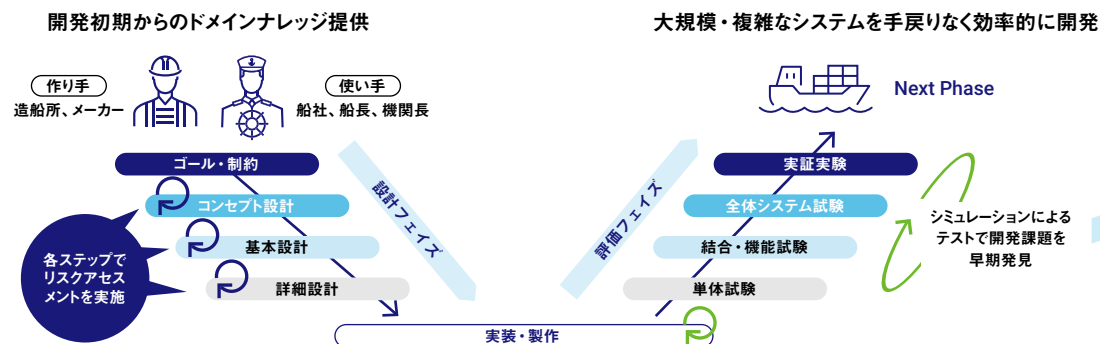 開発初期からのドメインナレッジ提供
大規模・複雑なシステムを手戻りなく効率的に開発
作り手
造船所、メーカー
使い手
船社、船長、機関長
Next Phase
ゴール・制約
コンセプト設計
基本設計
詳細設計
各ステップで
リスクアセス
メントを実施
設計フェイズ
実装・製作
評価フェイズ
実証実験
全体システム試験
結合・機能試験
単体試験
シミュレーションによる
テストで開発課題を
早期発見